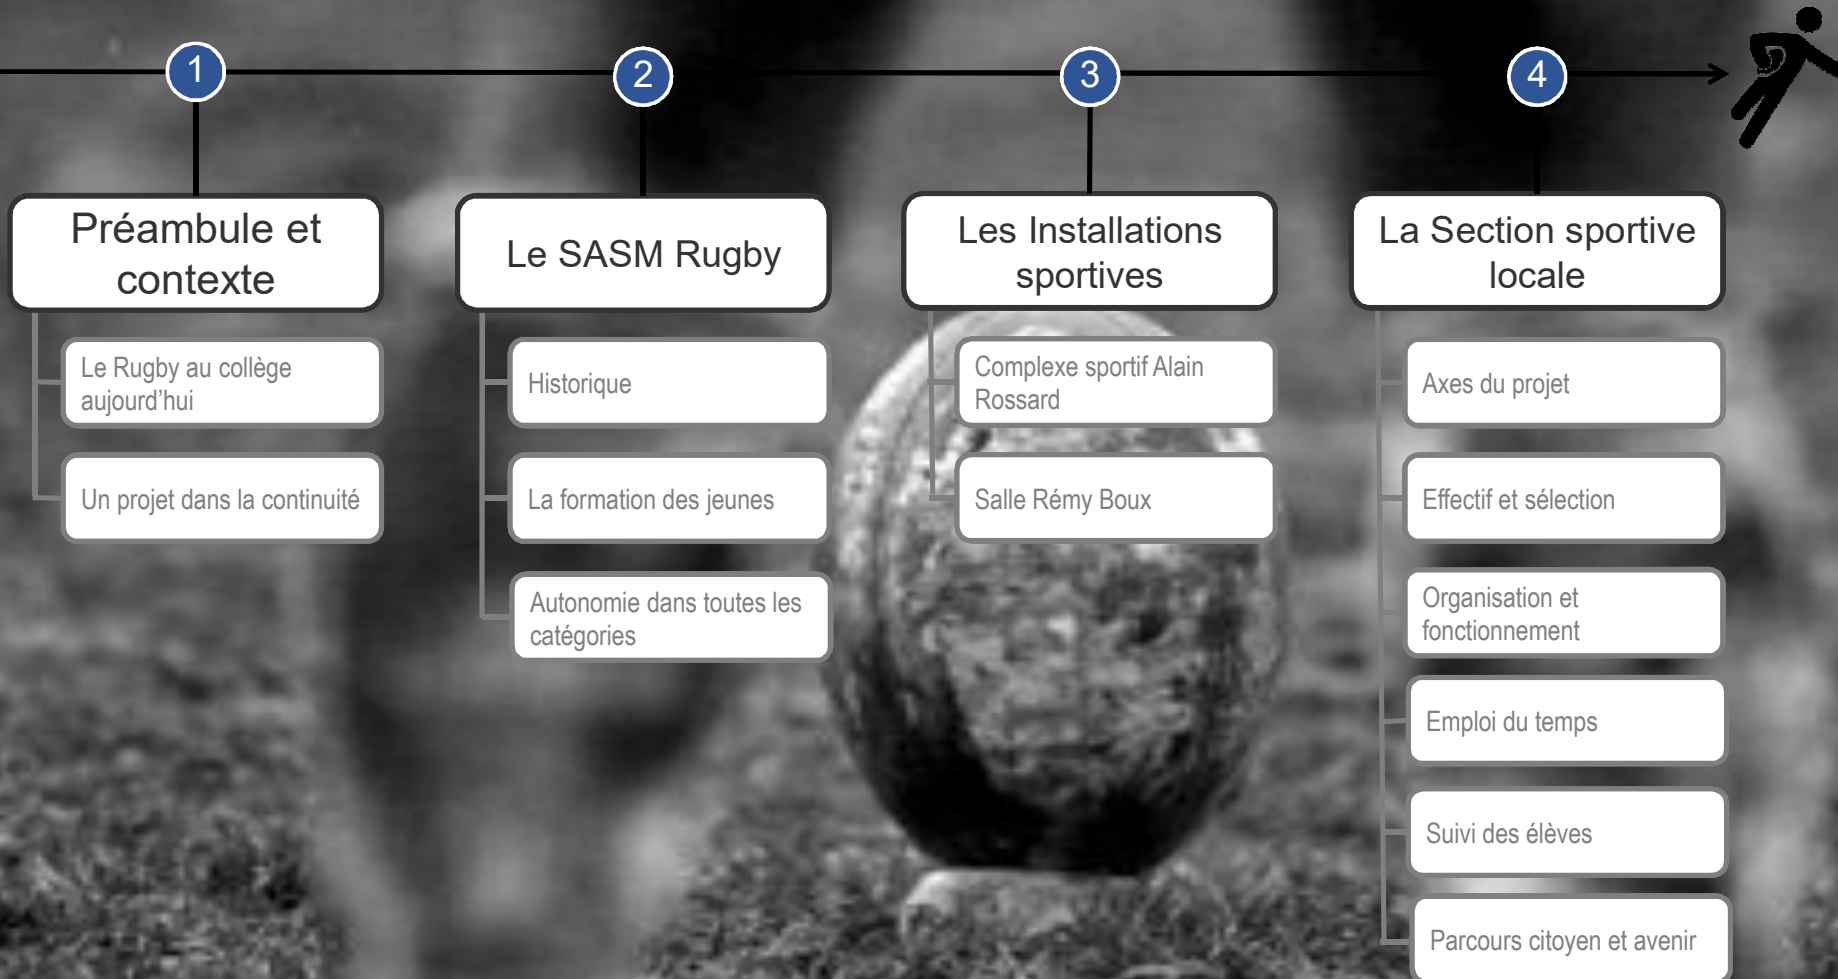 1
Préambule et
contexte
Le Rugby au collège
aujourd'hui
Un projet dans la continuité
2
Le SASM Rugby
Historique
La formation des jeunes
Autonomie dans toutes les
catégories
3
Les Installations
sportives
Complexe sportif Alain
Rossard
Salle Rémy Boux
4
La Section sportive
locale
Axes du projet
Effectif et sélection
Organisation et
fonctionnement
Emploi du temps
Suivi des élèves
Parcours citoyen et avenir